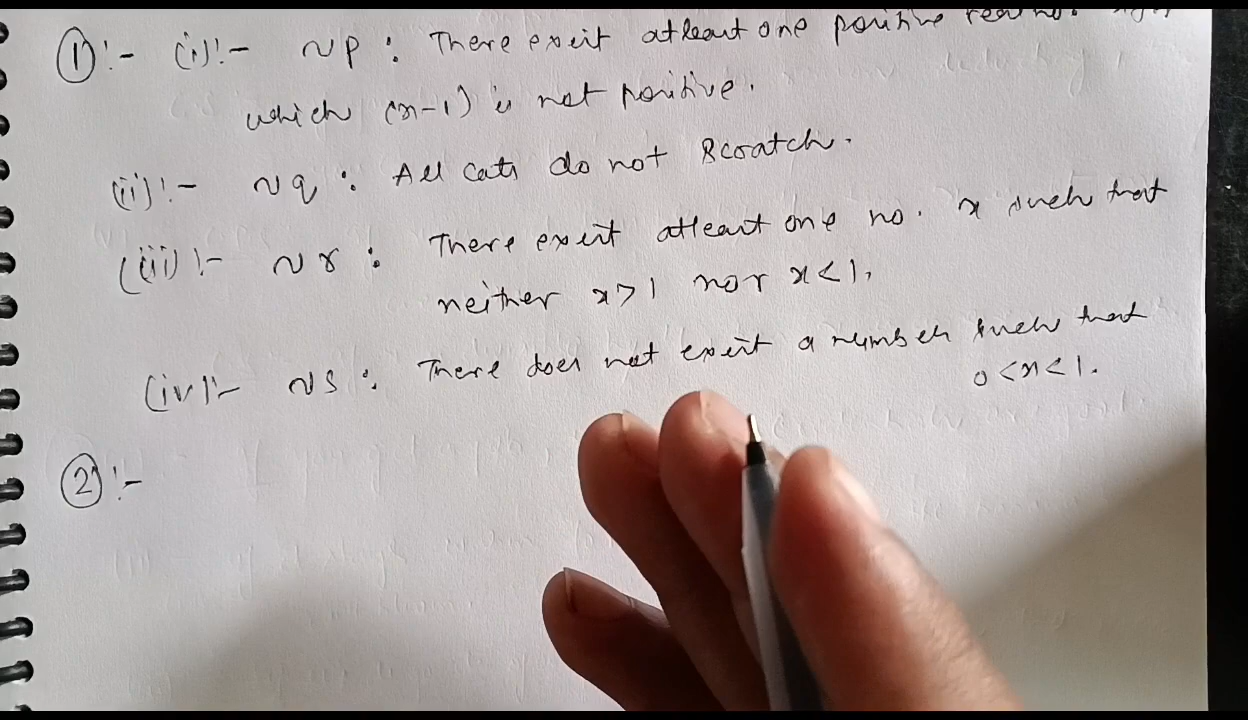 ①:- (i):- ~p : There exist atleast one positive real no.
which (x-1) is not positive.
(ii):- ~q : All cats do not scratch.
(iii):- ~r : There exist atleast one no. x such that
neither x>1 nor x<1.
(iv):- ~s : There does not exist a number such that
0<x<1.
②:-